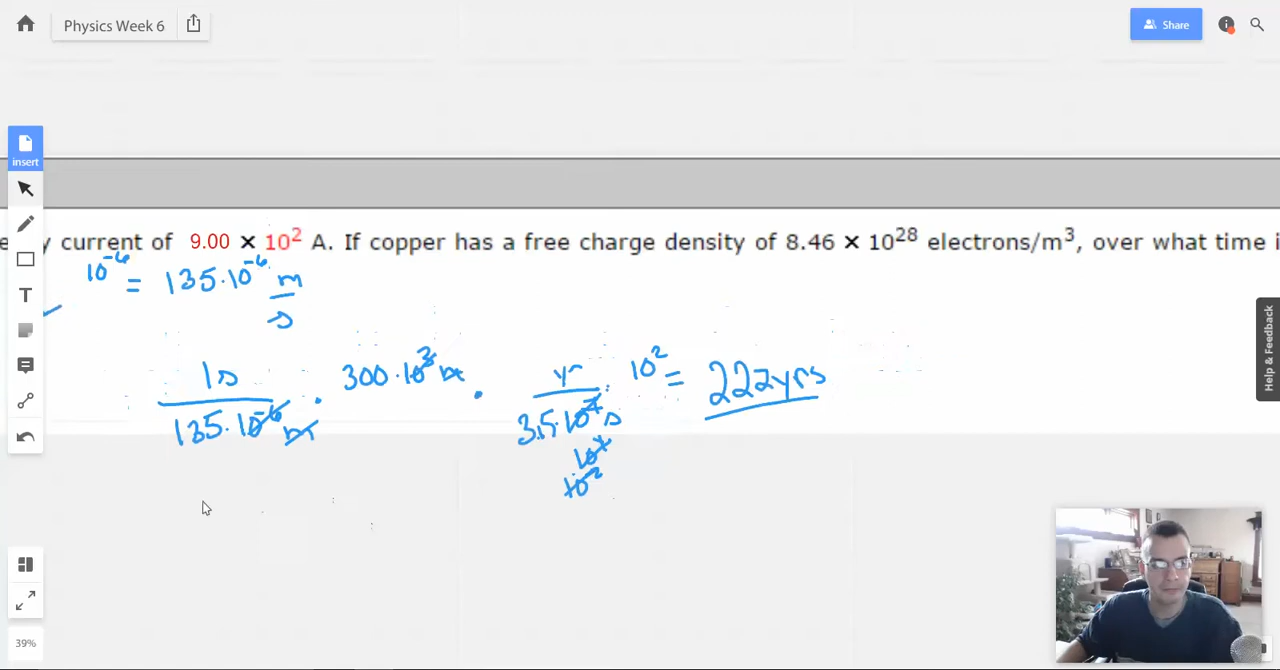 Physics Week 6
Share
insert
y current of 9.00 × 10² A. If copper has a free charge density of 8.46 × 10²⁸ electrons/m³, over what time i
10⁻⁶ = 135·10⁻⁶ m/s
1s / 135·10⁻⁶ m · 300·10³ m · yr / 3.5·10⁷ s · 10² = 222yrs
10²
T
Help & Feedback
39%